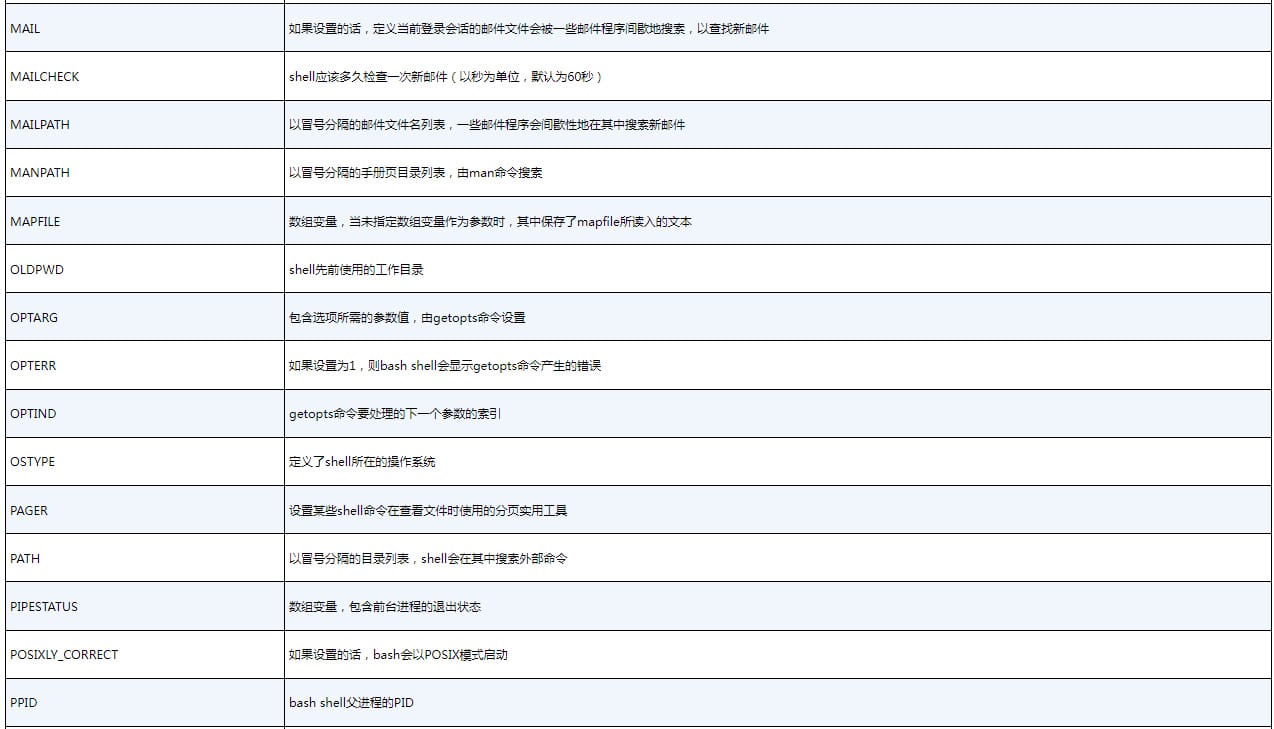 MAIL 如果设置的话，定义当前登录会话的邮件文件会被一些邮件程序间歇地搜索，以查找新邮件
MAILCHECK shell应该多久检查一次新邮件（以秒为单位，默认为60秒）
MAILPATH 以冒号分隔的邮件文件名列表，一些邮件程序会间歇性地在其中搜索新邮件
MANPATH 以冒号分隔的手册页目录列表，由man命令搜索
MAPFILE 数组变量，当未指定数组变量作为参数时，其中保存了mapfile所读入的文本
OLDPWD shell先前使用的工作目录
OPTARG 包含选项所需的参数值，由getopts命令设置
OPTERR 如果设置为1，则bash shell会显示getopts命令产生的错误
OPTIND getopts命令要处理的下一个参数的索引
OSTYPE 定义了shell所在的操作系统
PAGER 设置某些shell命令在查看文件时使用的分页实用工具
PATH 以冒号分隔的目录列表，shell会在其中搜索外部命令
PIPESTATUS 数组变量，包含前台进程的退出状态
POSIXLY_CORRECT 如果设置的话，bash会以POSIX模式启动
PPID bash shell父进程的PID